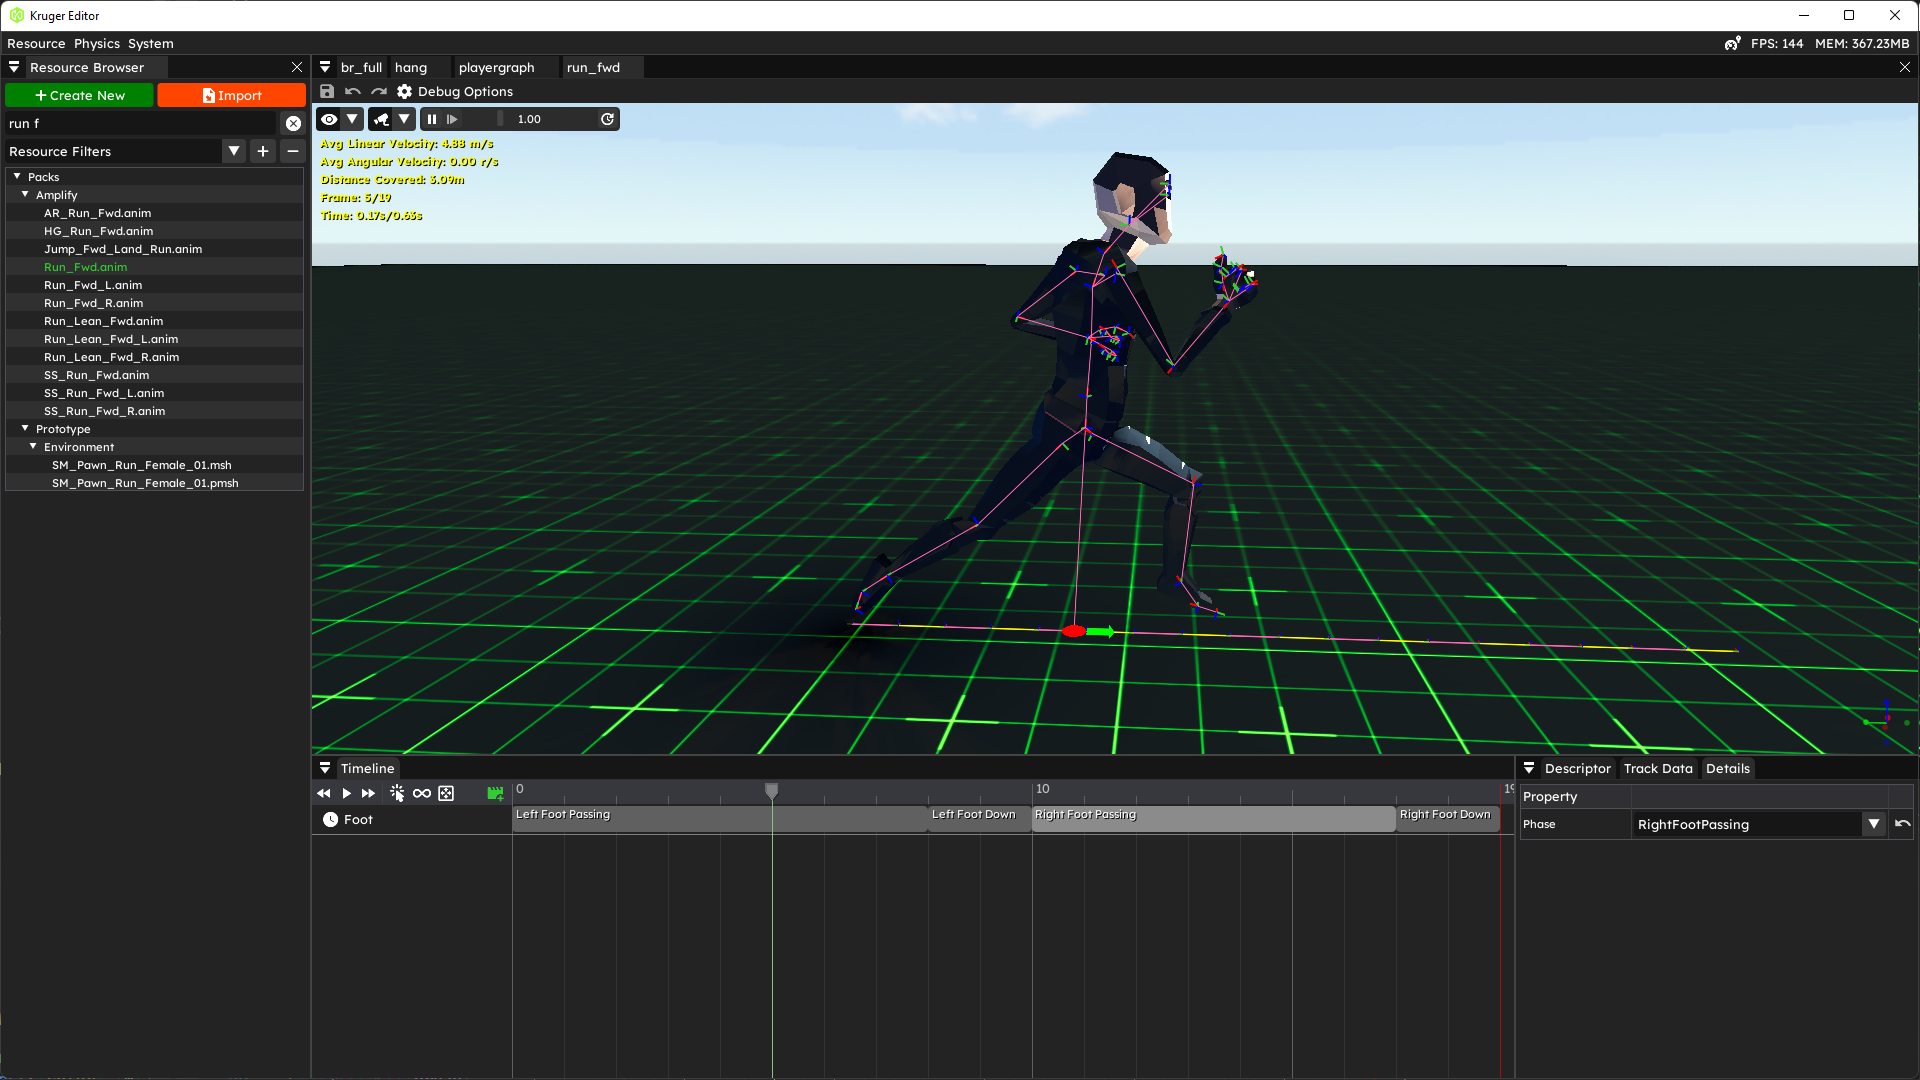 Kruger Editor
Resource Physics System
FPS: 144 MEM: 367.23MB
Resource Browser
br_full hang playergraph run_fwd
Create New Import
Debug Options
run f
1.00
Resource Filters
Avg Linear Velocity: 4.88 m/s
Avg Angular Velocity: 0.00 r/s
Distance Covered: 3.09m
Frame: 5/19
Time: 0.17s/0.63s
Packs
Amplify
AR_Run_Fwd.anim
HG_Run_Fwd.anim
Jump_Fwd_Land_Run.anim
Run_Fwd.anim
Run_Fwd_L.anim
Run_Fwd_R.anim
Run_Lean_Fwd.anim
Run_Lean_Fwd_L.anim
Run_Lean_Fwd_R.anim
SS_Run_Fwd.anim
SS_Run_Fwd_L.anim
SS_Run_Fwd_R.anim
Prototype
Environment
SM_Pawn_Run_Female_01.msh
SM_Pawn_Run_Female_01.pmsh
Timeline
0 10 19
Foot
Left Foot Passing Left Foot Down Right Foot Passing Right Foot Down
Descriptor Track Data Details
Property
Phase RightFootPassing